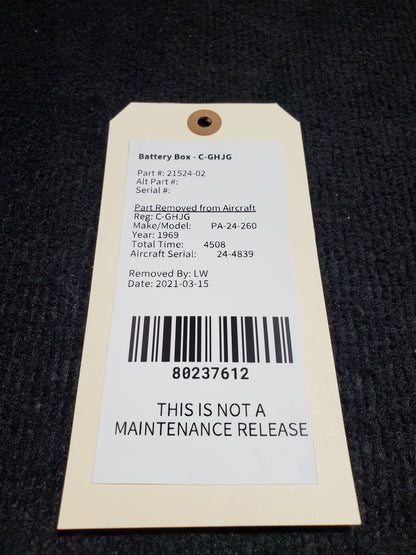 Battery Box - C-GHJG
Part #: 21524-02
Alt Part #:
Serial #:
Part Removed from Aircraft
Reg: C-GHJG
Make/Model: PA-24-260
Year: 1969
Total Time: 4508
Aircraft Serial: 24-4839
Removed By: LW
Date: 2021-03-15
80237612
THIS IS NOT A
MAINTENANCE RELEASE